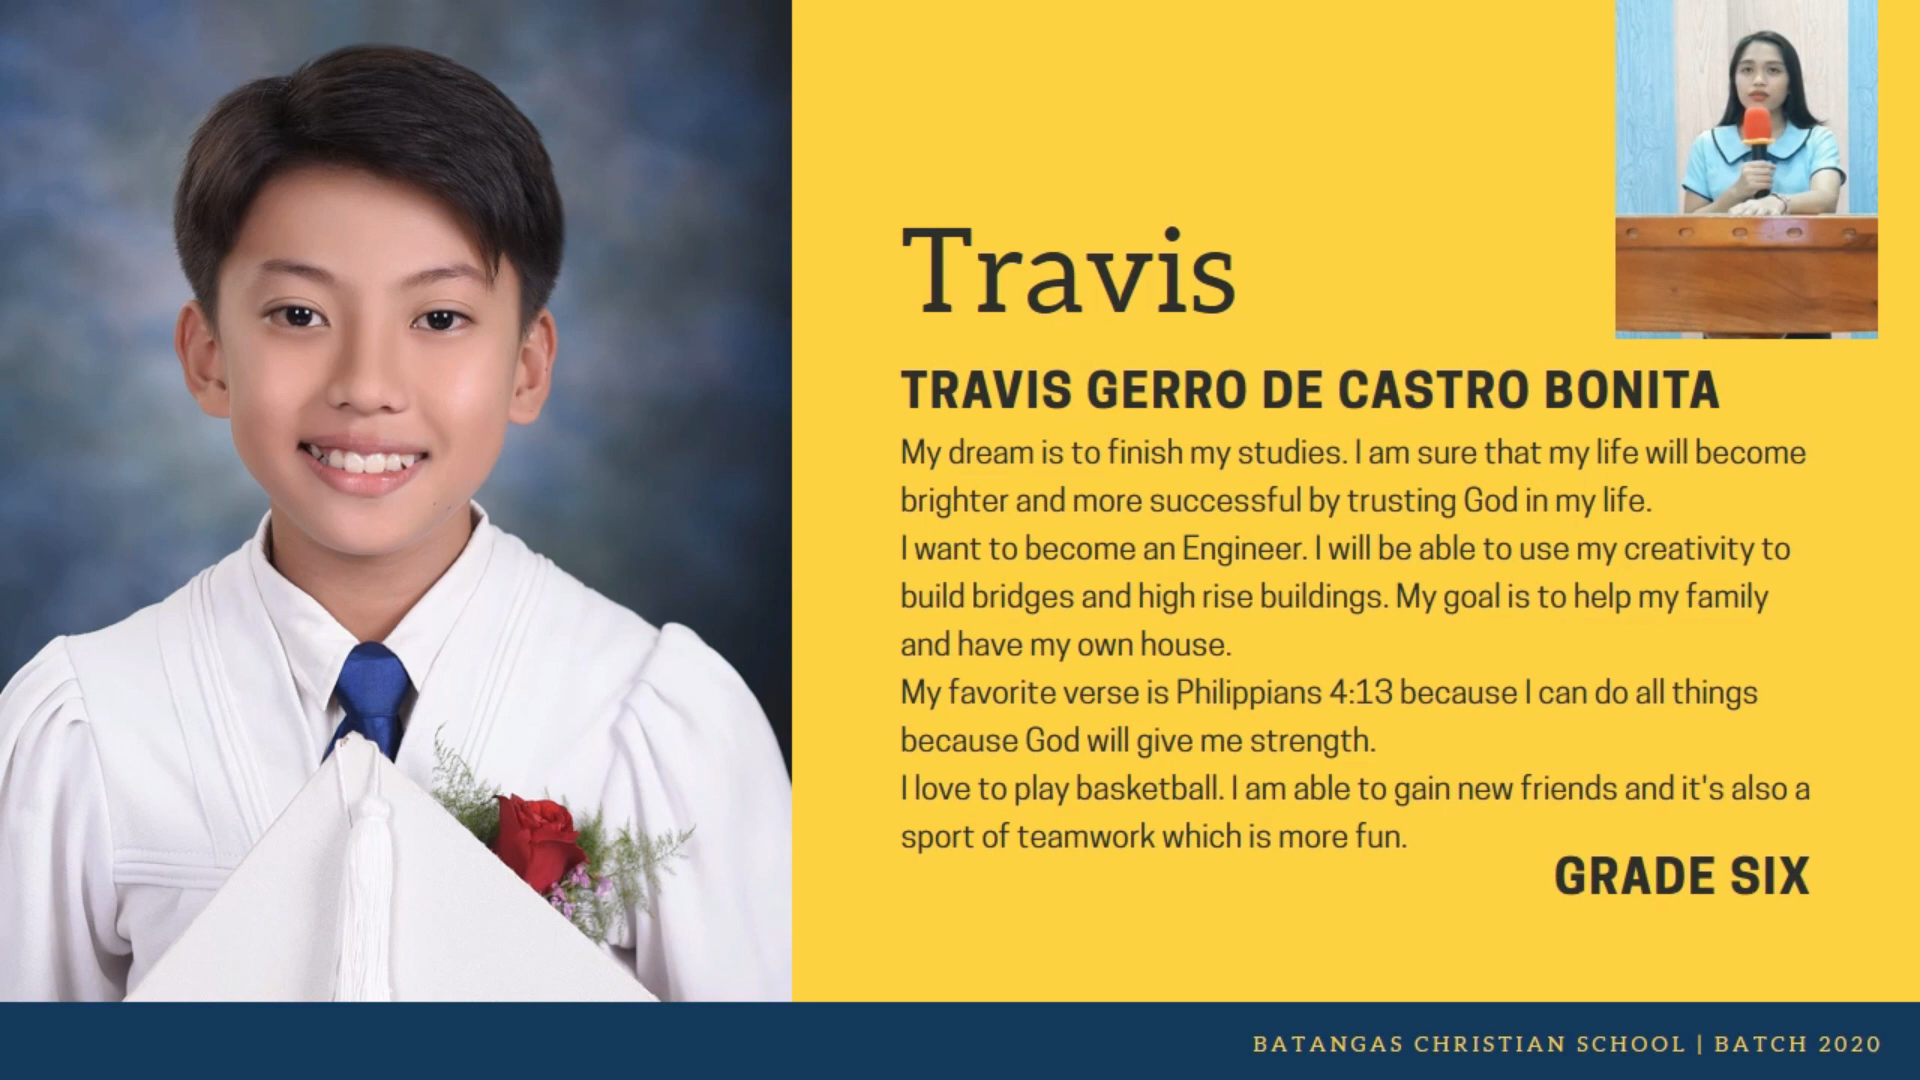 Travis
TRAVIS GERRO DE CASTRO BONITA
My dream is to finish my studies. I am sure that my life will become
brighter and more successful by trusting God in my life.
I want to become an Engineer. I will be able to use my creativity to
build bridges and high rise buildings. My goal is to help my family
and have my own house.
My favorite verse is Philippians 4:13 because I can do all things
because God will give me strength.
I love to play basketball. I am able to gain new friends and it's also a
sport of teamwork which is more fun.
GRADE SIX
BATANGAS CHRISTIAN SCHOOL | BATCH 2020